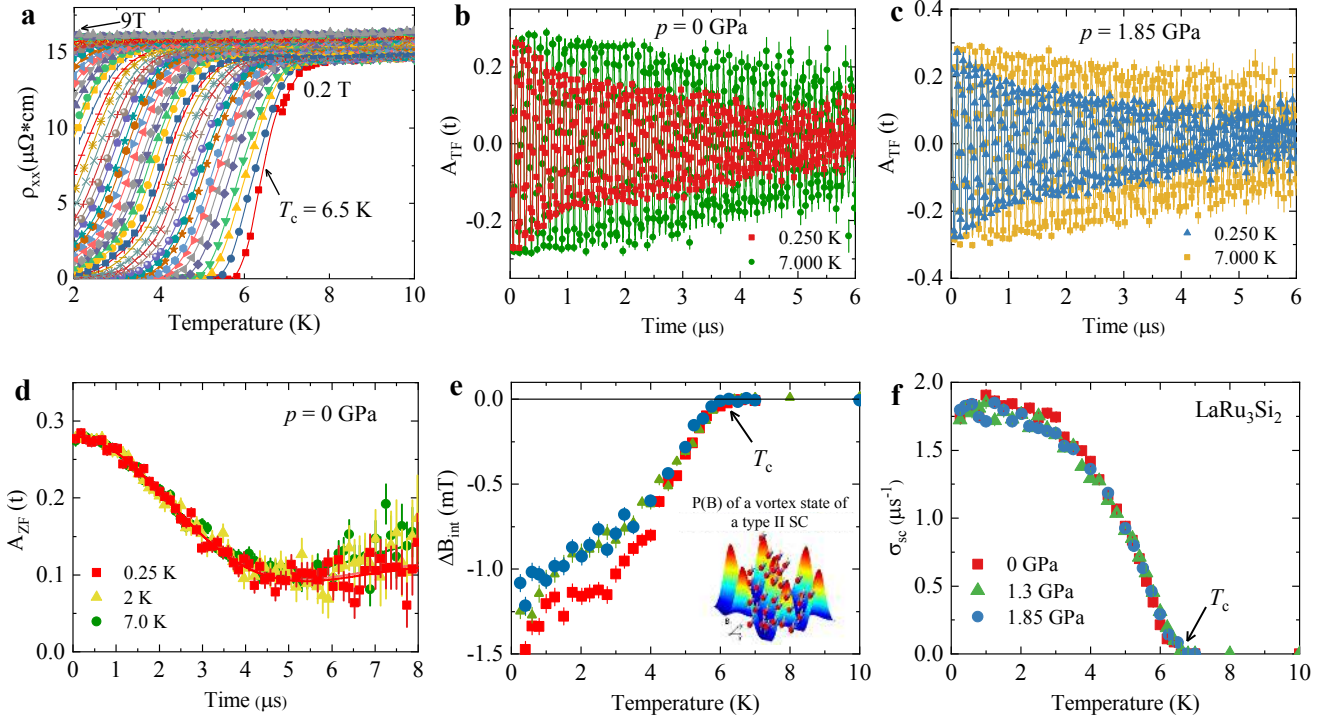 a
9T
15
10
5
0
ρxx(μΩ*cm)
0.2 T
Tc = 6.5 K
2 4 6 8 10
Temperature (K)
b
p = 0 GPa
0.2
0.0
-0.2
ATF (t)
0.250 K
7.000 K
0 1 2 3 4 5 6
Time (μs)
c
p = 1.85 GPa
0.4
0.2
0.0
-0.2
-0.4
ATF (t)
0.250 K
7.000 K
0 1 2 3 4 5 6
Time (μs)
d
p = 0 GPa
0.3
0.2
0.1
0.0
AZF (t)
0.25 K
2 K
7.0 K
0 1 2 3 4 5 6 7 8
Time (μs)
e
0.0
-0.5
-1.0
-1.5
ΔBint (mT)
Tc
P(B) of a vortex state of
a type II SC
0 2 4 6 8 10
Temperature (K)
f
LaRu3Si2
2.0
1.5
1.0
0.5
0.0
σsc (μs-1)
0 GPa
1.3 GPa
1.85 GPa
Tc
0 2 4 6 8 10
Temperature (K)